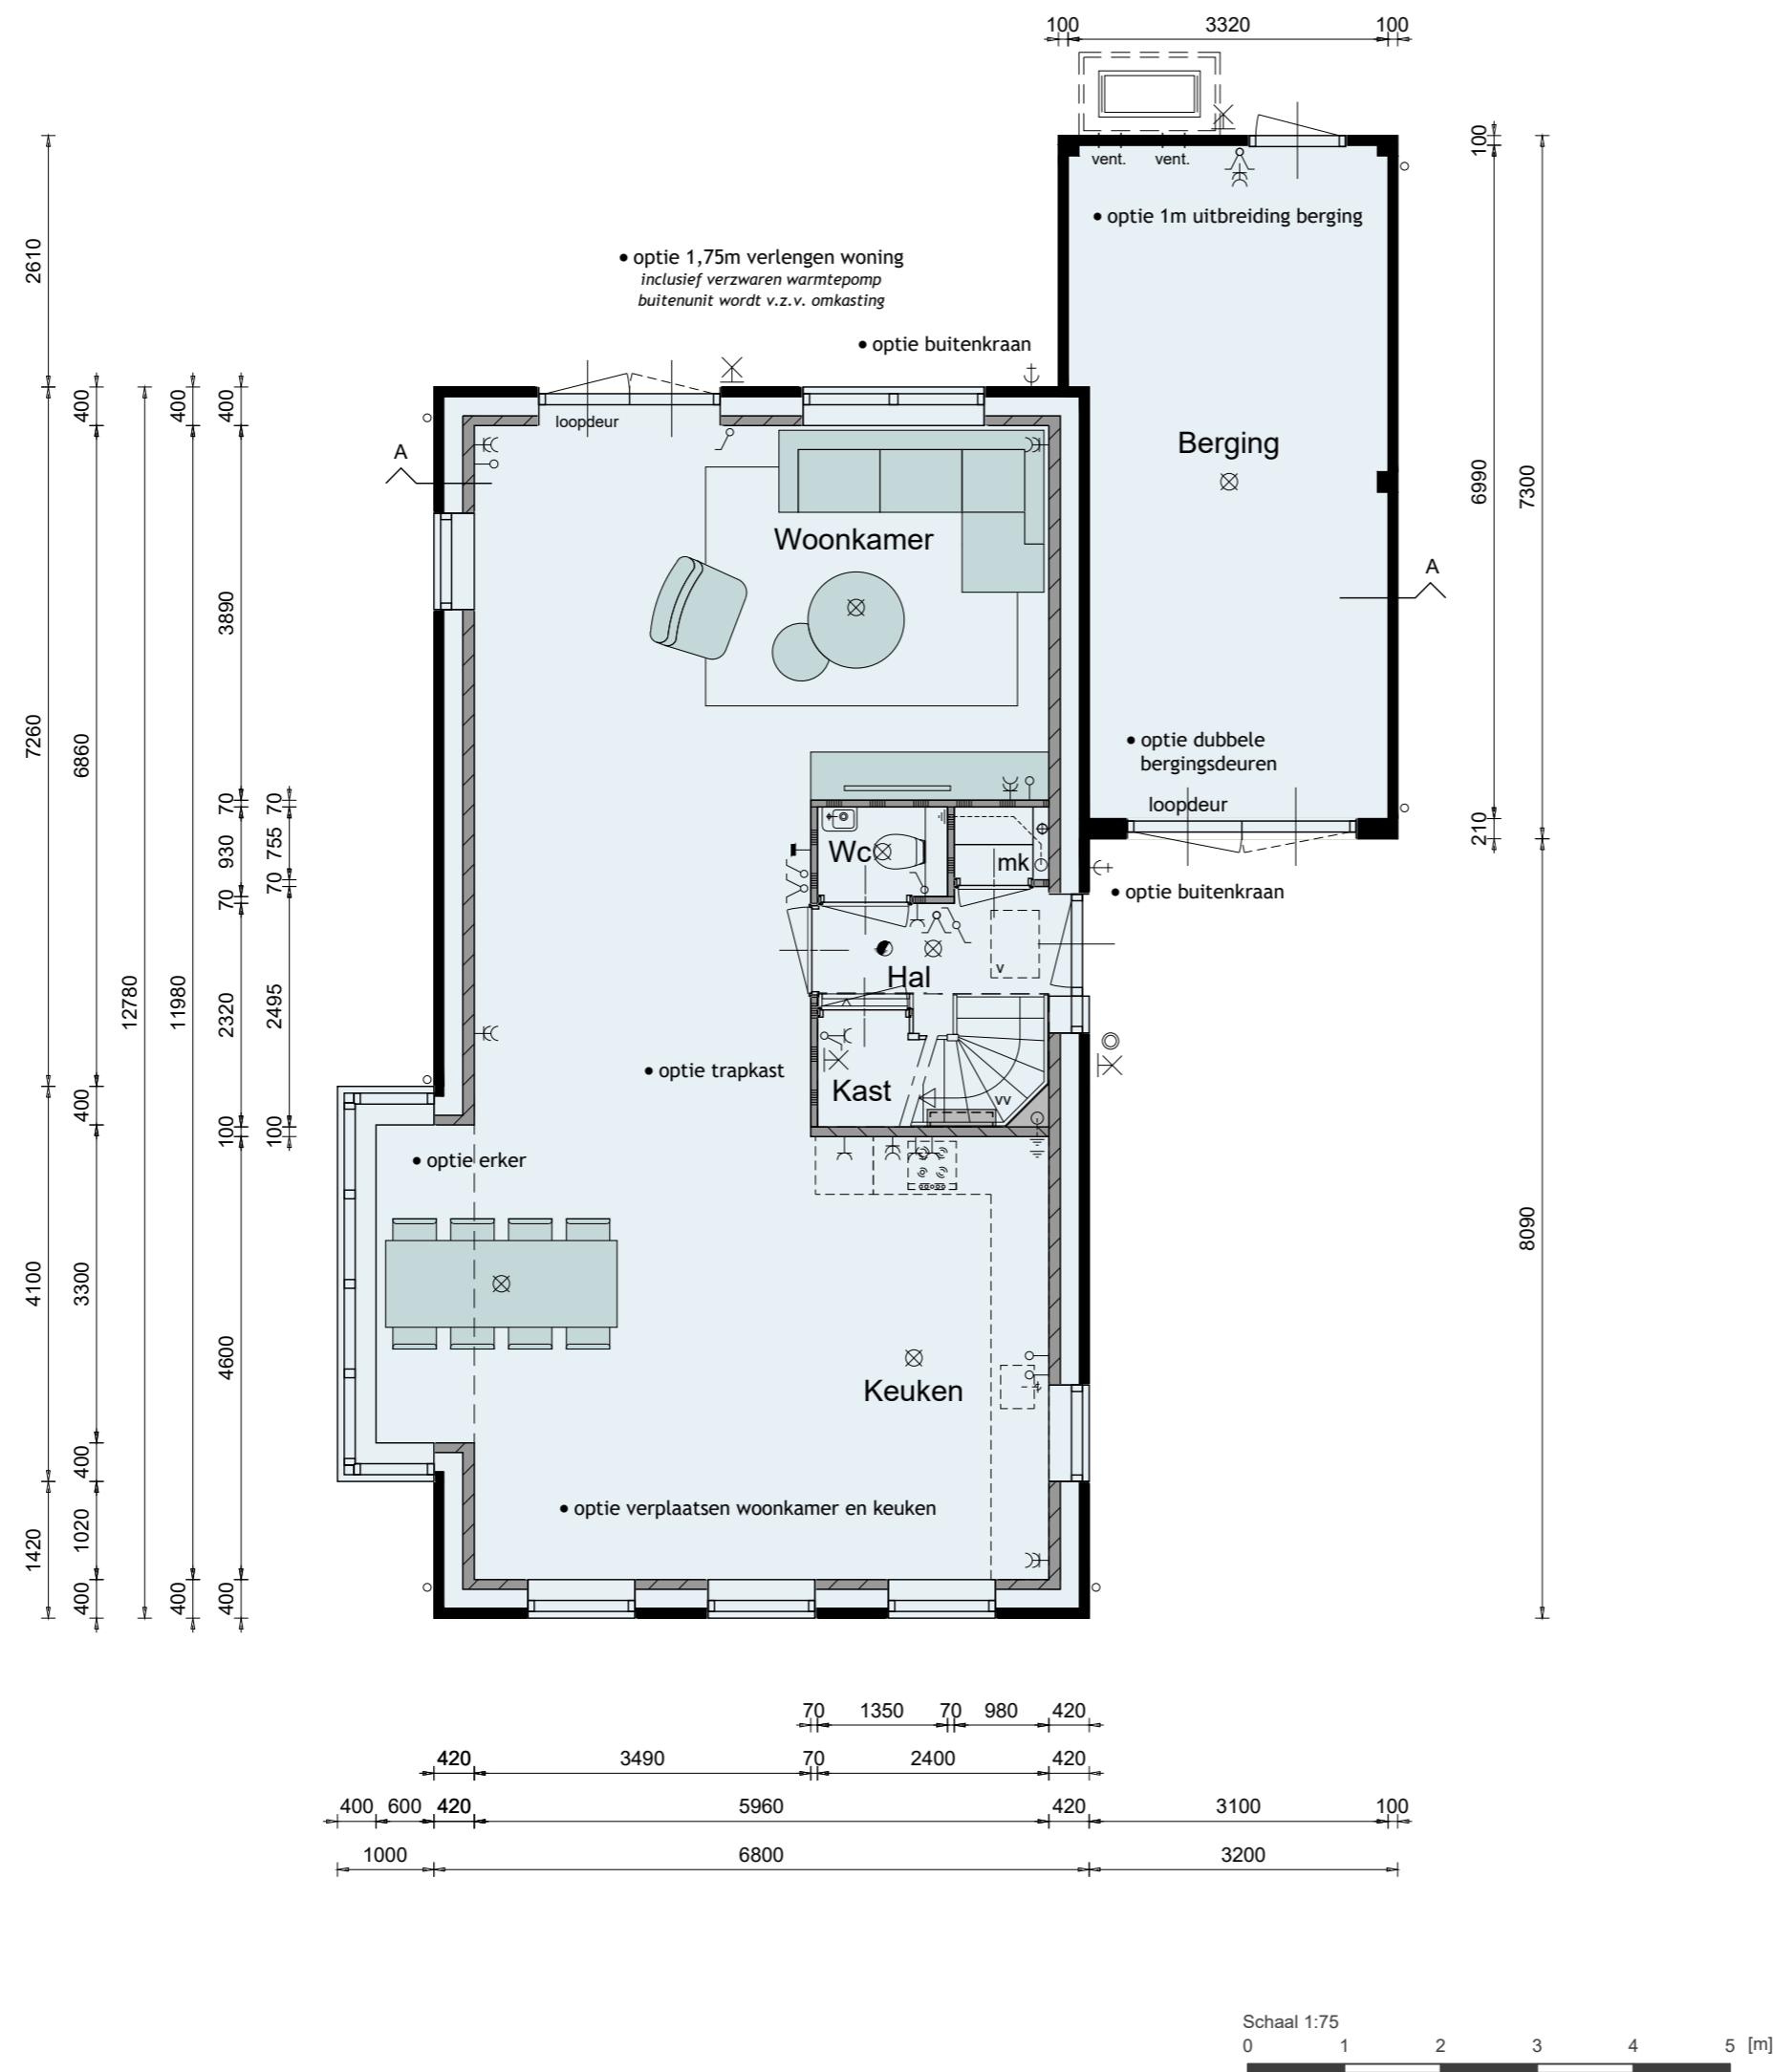 100 3320 100
vent. vent.
• optie 1m uitbreiding berging
• optie 1,75m verlengen woning
inclusief verzwaren warmtepomp
buitenunit wordt v.z.v. omkasting
• optie buitenkraan
loopdeur
A
Berging
Woonkamer
A
• optie dubbele
bergingsdeuren
loopdeur
Wc
mk
• optie buitenkraan
v
Hal
• optie trapkast
Kast
vv
• optie erker
Keuken
• optie verplaatsen woonkamer en keuken
2610
7260
4100
1420
400
6860
400
3300
400
1020
400
12780
400
11980
400
400
3890
70
930
70
2320
100
4600
400
70
755
70
2495
100
100
6990
210
7300
8090
70 1350 70 980 420
420 3490 70 2400 420
400 600 420 5960 420 3100 100
1000 6800 3200
Schaal 1:75
0 1 2 3 4 5 [m]